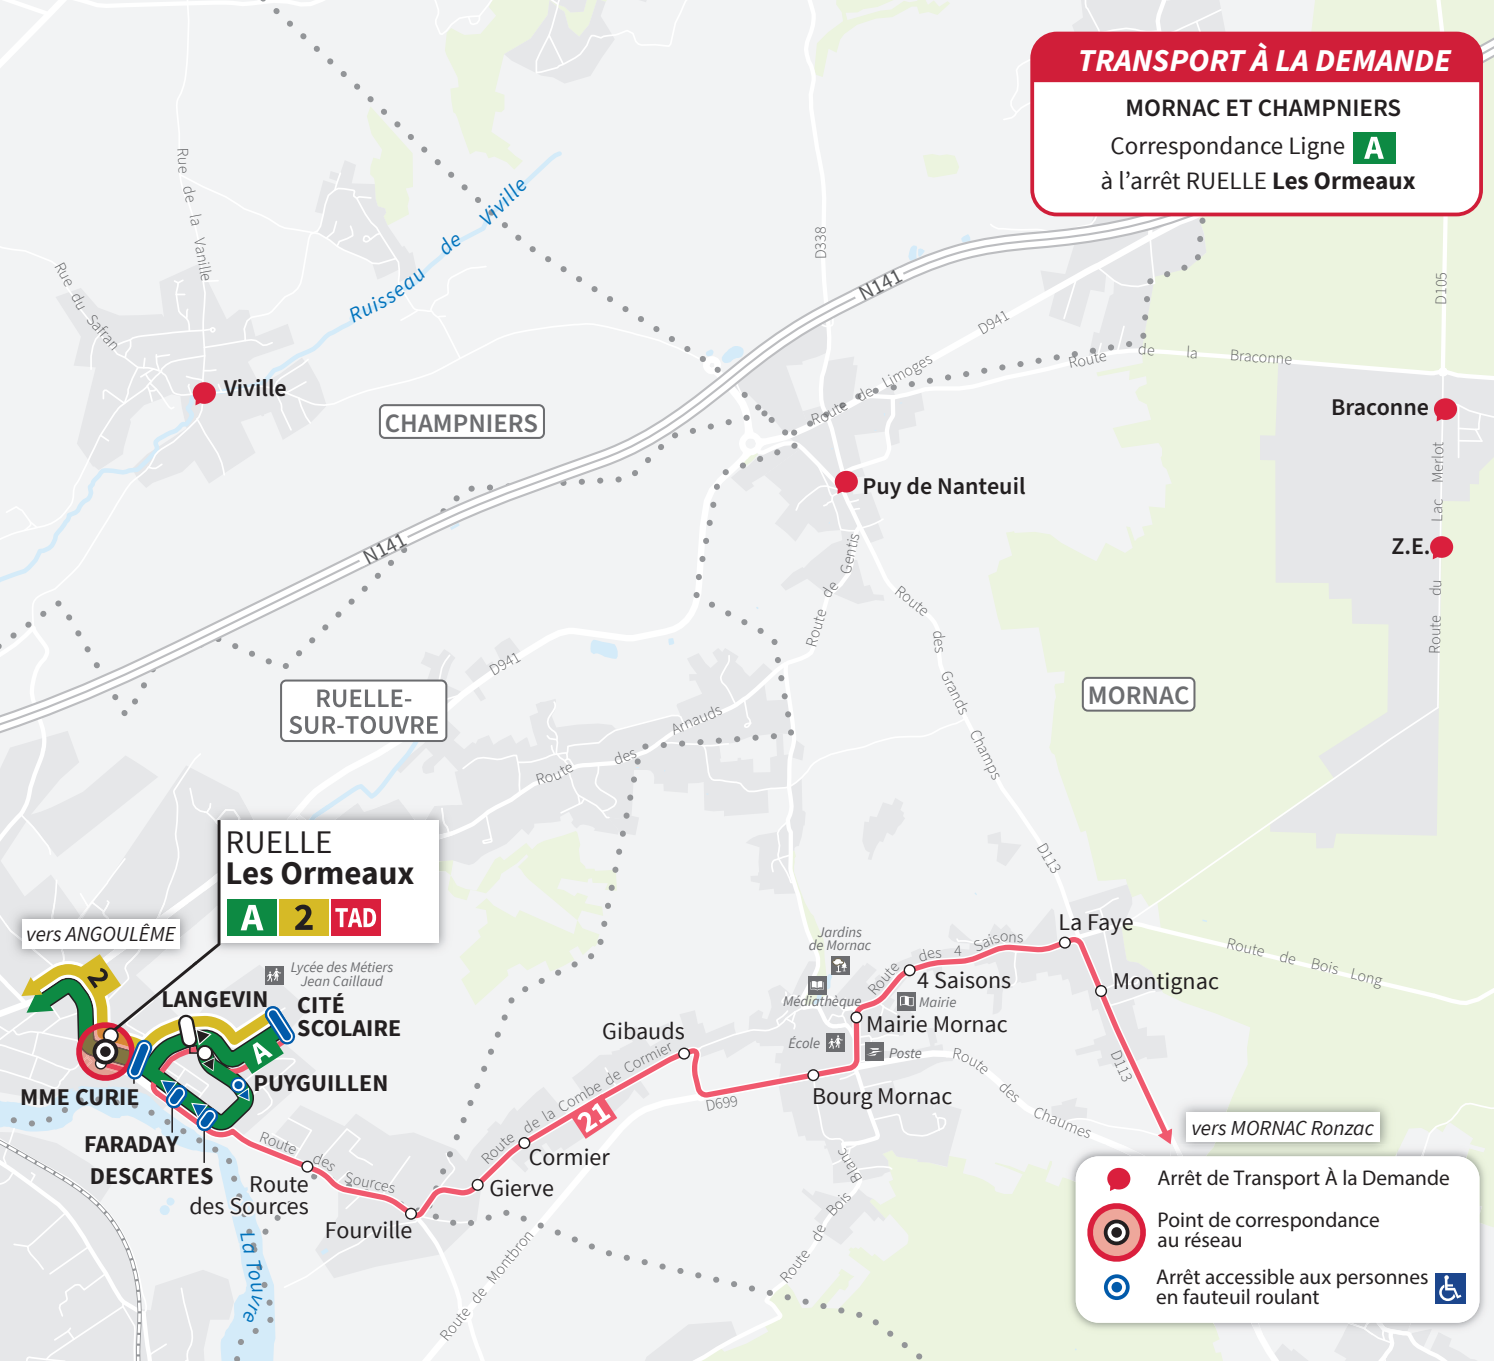 TRANSPORT À LA DEMANDE
MORNAC ET CHAMPNIERS
Correspondance Ligne A
à l'arrêt RUELLE Les Ormeaux
Rue de la Vanille
Rue du Safran
Ruisseau de Viville
Viville
CHAMPNIERS
D338
N141
D941
D105
Route de la Braconne
Route de Limoges
Braconne
Puy de Nanteuil
Route du Lac Merlot
Z.E.
N141
Route de Gentis
Route des Grands Champs
D941
RUELLE-
SUR-TOUVRE
MORNAC
Route des Arnauds
D113
RUELLE
Les Ormeaux
A 2 TAD
vers ANGOULÊME
2
Lycée des Métiers
Jean Caillaud
LANGEVIN
CITÉ
SCOLAIRE
A
PUYGUILLEN
MME CURIE
FARADAY
DESCARTES
Route des Sources
Route
des Sources
Fourville
La Touvre
Gierve
Cormier
21
Route de la Combe de Cormier
Gibauds
D699
Route de Montbron
Jardins
de Mornac
Médiathèque
École
Mairie
Poste
Mairie Mornac
Bourg Mornac
4 Saisons
Route des 4 Saisons
La Faye
Montignac
Route de Bois Long
D113
Route des Chaumes
Route de Bois Blanc
vers MORNAC Ronzac
Arrêt de Transport À la Demande
Point de correspondance
au réseau
Arrêt accessible aux personnes
en fauteuil roulant